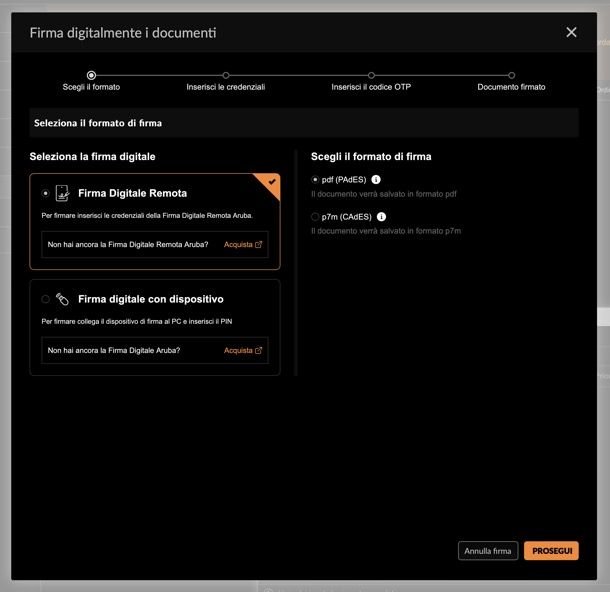 Firma digitalmente i documenti
Scegli il formato
Inserisci le credenziali
Inserisci il codice OTP
Documento firmato
Seleziona il formato di firma
Seleziona la firma digitale
Firma Digitale Remota
Per firmare inserisci le credenziali della Firma Digitale Remota Aruba.
Non hai ancora la Firma Digitale Remota Aruba? Acquista
Firma digitale con dispositivo
Per firmare collega il dispositivo di firma al PC e inserisci il PIN
Non hai ancora la Firma Digitale Aruba? Acquista
Scegli il formato di firma
pdf (PAdES)
Il documento verrà salvato in formato pdf
p7m (CAdES)
Il documento verrà salvato in formato p7m
Annulla firma
PROSEGUI